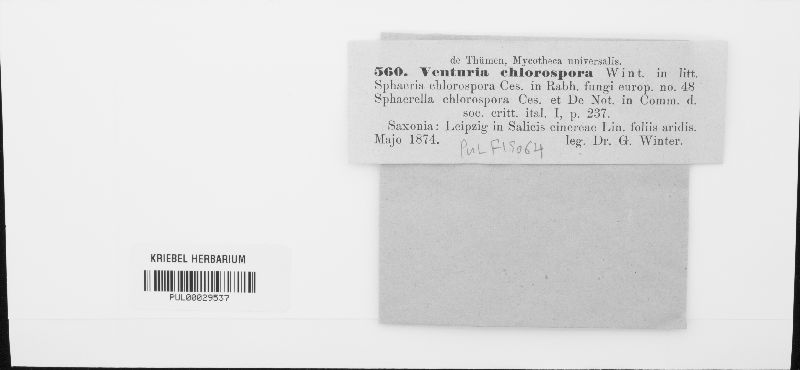 de Thümen, Mycotheca universalis.
560. Venturia chlorospora Wint. in litt.
Sphaeria chlorospora Ces. in Rabh. fungi europ. no. 48
Sphaerella chlorospora Ces. et De Not. in Comm. d.
soc. critt. ital. I, p. 237.
Saxonia: Leipzig in Salicis cinereae Lin. foliis aridis.
Majo 1874. leg. Dr. G. Winter.
PUL F19064
KRIEBEL HERBARIUM
PUL00029537